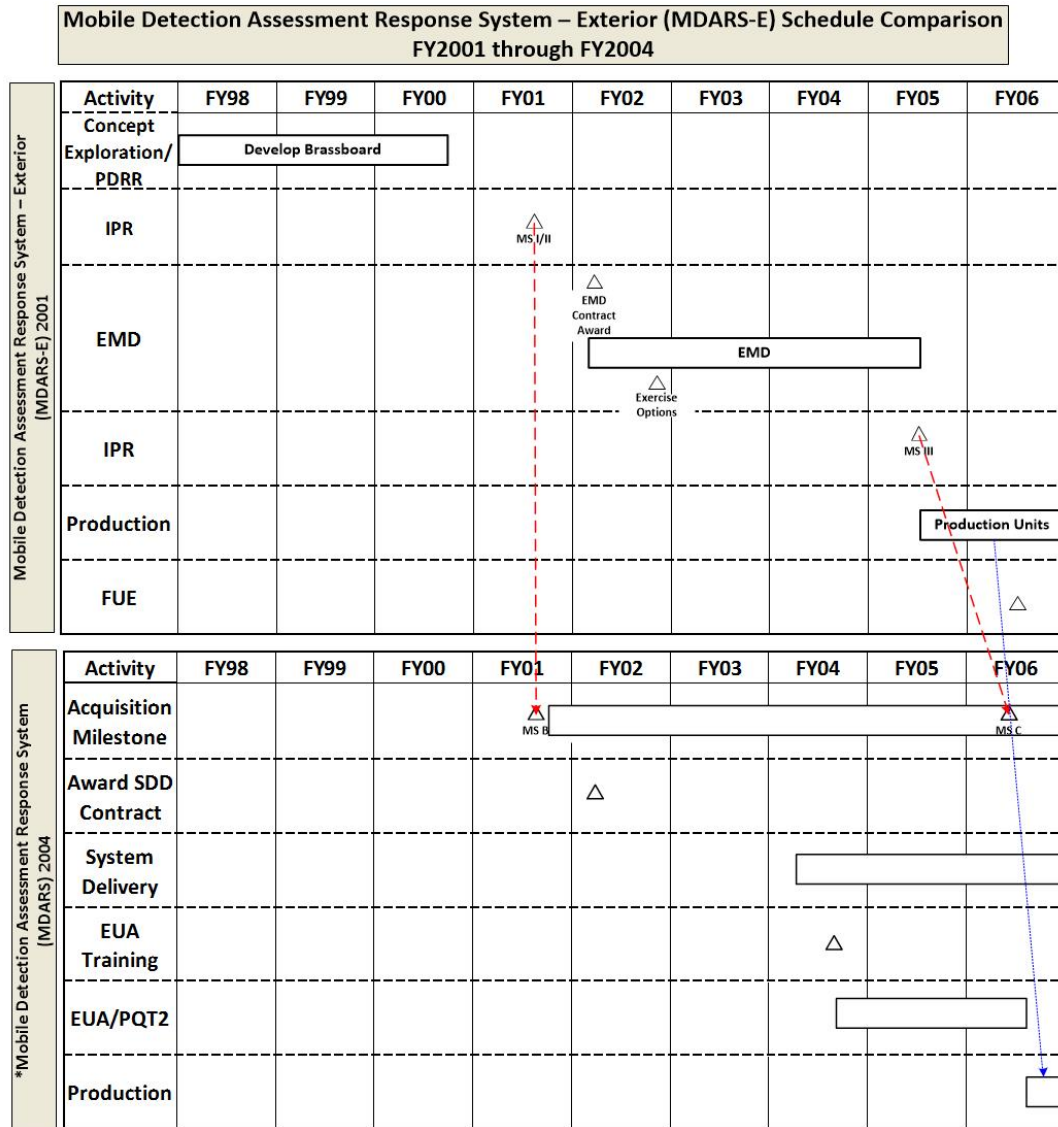 Mobile Detection Assessment Response System – Exterior (MDARS-E) Schedule Comparison
FY2001 through FY2004
Mobile Detection Assessment Response System – Exterior
(MDARS-E) 2001
Activity FY98 FY99 FY00 FY01 FY02 FY03 FY04 FY05 FY06
Concept
Exploration/
PDRR
Develop Brassboard
IPR
MS I/II
EMD
EMD
Contract
Award
EMD
Exercise
Options
IPR
MS III
Production
Production Units
FUE
*Mobile Detection Assessment Response System
(MDARS) 2004
Activity FY98 FY99 FY00 FY01 FY02 FY03 FY04 FY05 FY06
Acquisition
Milestone
MS B
MS C
Award SDD
Contract
System
Delivery
EUA
Training
EUA/PQT2
Production